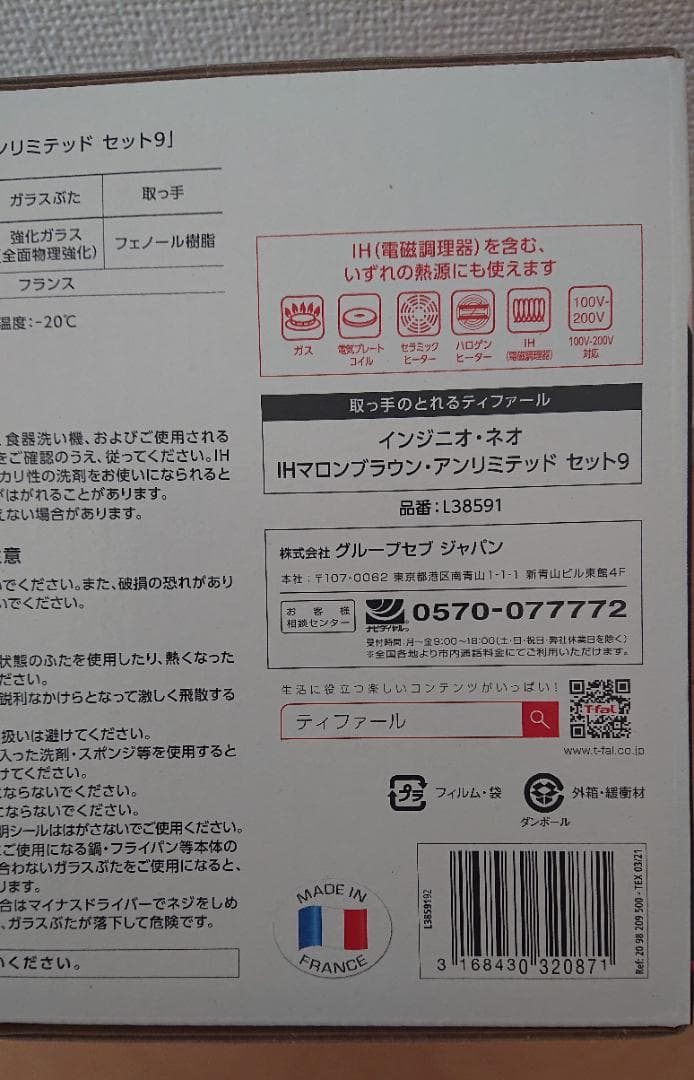 ンリミテッド セット9」
ガラスぶた
取っ手
強化ガラス
(全面物理強化)
フェノール樹脂
フランス
温度:-20℃
、食器洗い機、およびご使用される
をご確認のうえ、従ってください。IH
カリ性の洗剤をお使いになられると
がはがれることがあります。
えない場合があります。
注意
いでください。また、破損の恐れがあり
いでください。
状態のふたを使用したり、熱くなった
ださい。
鋭利なかけらとなって激しく飛散する
扱いは避けてください。
入った洗剤・スポンジ等を使用すると
けてください。
にならないでください。
にならないでください。
明シールははがさないでご使用ください。
とご使用になる鍋・フライパン等本体の
合わないガラスぶたをご使用になると、
ります。
合はマイナスドライバーでネジをしめ
、ガラスぶたが落下して危険です。
いください。
IH(電磁調理器)を含む、
いずれの熱源にも使えます
100V-
200V
ガス
電気プレート
コイル
セラミック
ヒーター
ハロゲン
ヒーター
IH
(電磁調理器)
100V-200V
対応
取っ手のとれるティファール
インジニオ・ネオ
IHマロンブラウン・アンリミテッド セット9
品番:L38591
株式会社 グループセブ ジャパン
本社:〒107-0062 東京都港区南青山1-1-1 新青山ビル東館4F
お客様
相談センター
ナビダイヤル
0570-077772
受付時間:月〜金9:00〜18:00(土・日・祝日・弊社休業日を除く)
※全国各地より市内通話料金にてご利用いただけます。
生活に役立つ楽しいコンテンツがいっぱい!
ティファール
T-fal
www.t-fal.co.jp
プラ
フィルム・袋
ダンボール
外箱・緩衝材
MADE IN
FRANCE
L3859192
3 168430 320871
Ref: 20 98 209 500 - TEX 03/21